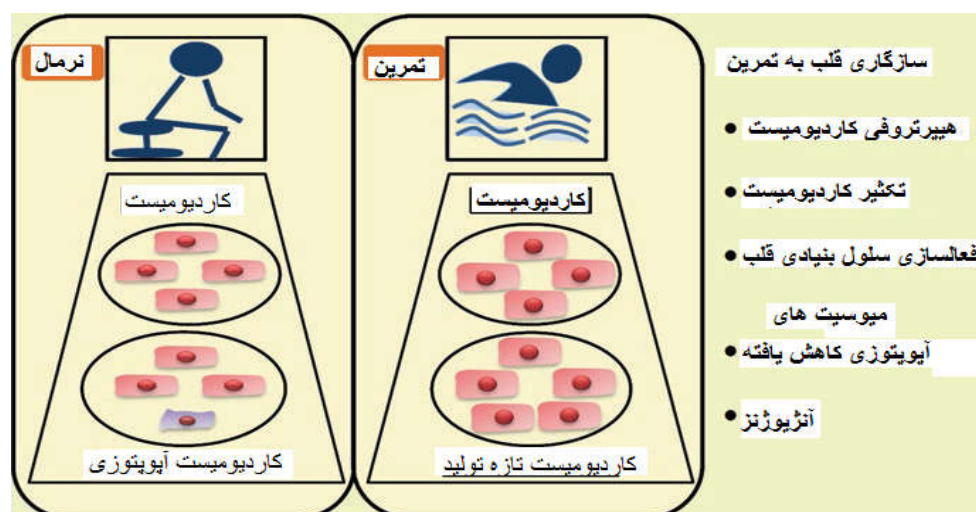 نرمال
کاردیومیست
کاردیومیست آپوپتوزی
تمرین
کاردیومیست
کاردیومیست تازه تولید
سازگاری قلب به تمرین
• هیپرتروفی کاردیومیست
• تکثیر کاردیومیست
• فعالسازی سلول بنیادی قلب
میوسیت های
• آپوپتوزی کاهش یافته
• آنژیوژنز